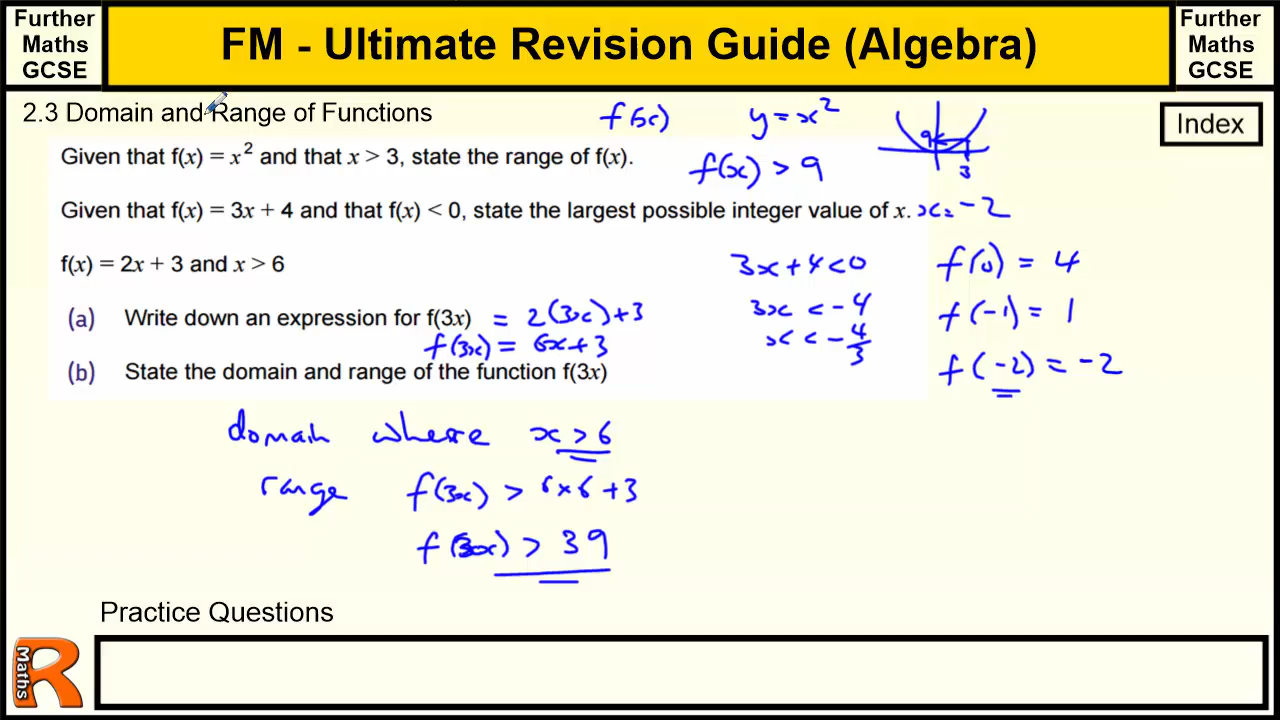 Further
Maths
GCSE
FM - Ultimate Revision Guide (Algebra)
Further
Maths
GCSE
2.3 Domain and Range of Functions
f(x) y = x²
Index
Given that f(x) = x² and that x > 3, state the range of f(x).
f(x) > 9
9
3
Given that f(x) = 3x + 4 and that f(x) < 0, state the largest possible integer value of x. x = -2
f(x) = 2x + 3 and x > 6
3x + 4 < 0
f(0) = 4
(a) Write down an expression for f(3x) = 2(3x) + 3
3x < -4
f(-1) = 1
f(3x) = 6x + 3
x < -4/3
(b) State the domain and range of the function f(3x)
f(-2) = -2
domain where x > 6
range f(3x) > 6 x 6 + 3
f(3x) > 39
Practice Questions
R Maths